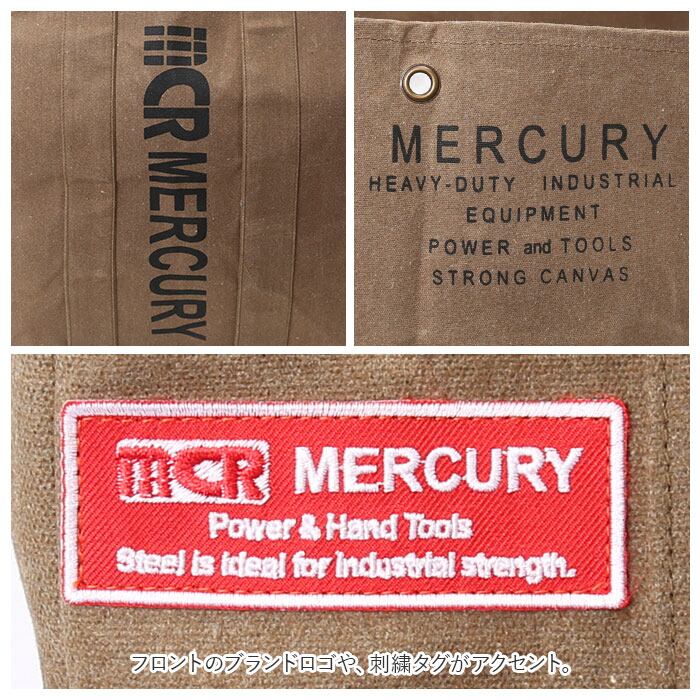 MCR MERCURY
MERCURY
HEAVY-DUTY INDUSTRIAL
EQUIPMENT
POWER and TOOLS
STRONG CANVAS
MCR MERCURY
Power & Hand Tools
Steel is ideal for industrial strength.
フロントのブランドロゴや、刺繍タグがアクセント。